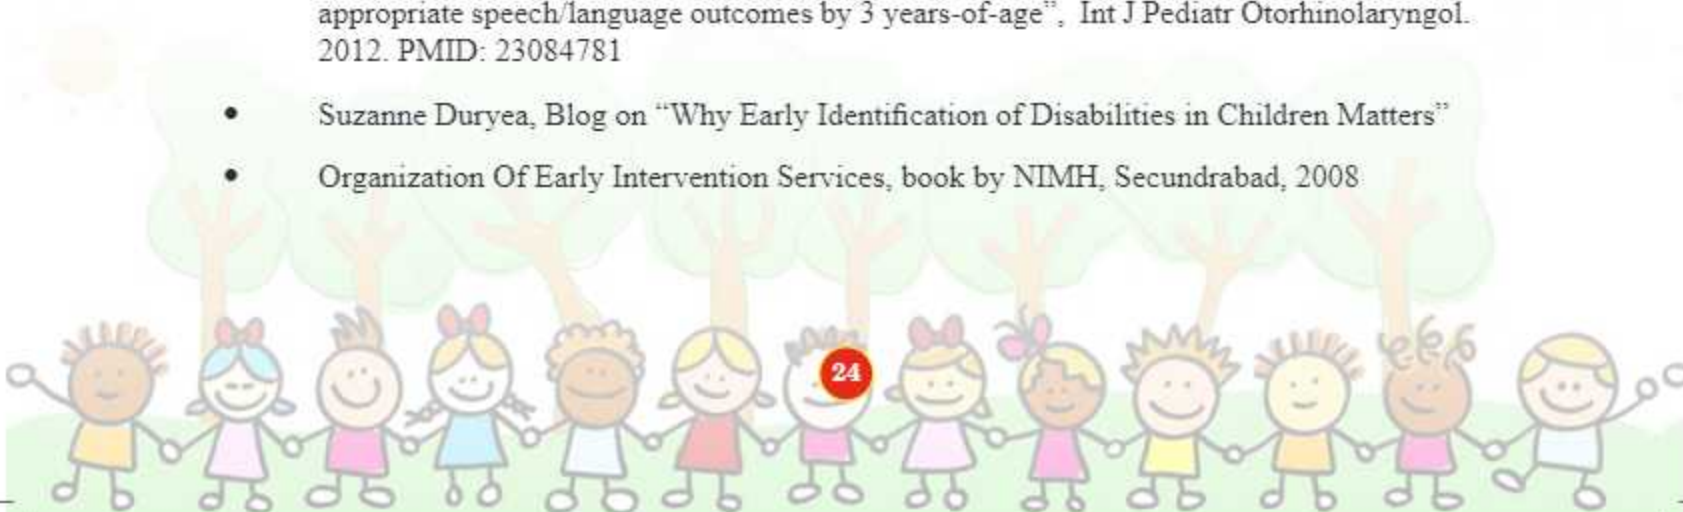 appropriate speech/language outcomes by 3 years-of-age”, Int J Pediatr Otorhinolaryngol.
2012. PMID: 23084781
• Suzanne Duryea, Blog on “Why Early Identification of Disabilities in Children Matters”
• Organization Of Early Intervention Services, book by NIMH, Secundrabad, 2008
24